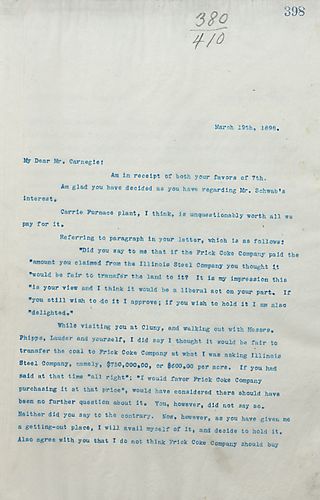 398
380
410
March 19th, 1898.
My Dear Mr. Carnegie:
Am in receipt of both your favors of 7th.
Am glad you have decided as you have regarding Mr. Schwab's
interest.
Carrie Furnace plant, I think, is unquestionably worth all we
pay for it.
Referring to paragraph in your letter, which is as follows:
"Did you say to me that if the Frick Coke Company paid the
"amount you claimed from the Illinois Steel Company you thought it
"would be fair to transfer the land to it? It is my impression this
"is your view and I think it would be a liberal act on your part. If
"you still wish to do it I approve; if you wish to hold it I am also
"delighted."
While visiting you at Cluny, and walking out with Messrs.
Phipps, Lauder and yourself, I did say I thought it would be fair to
transfer the coal to Frick Coke Company at what I was asking Illinois
Steel Company, namely, $750,000.00, or $600.00 per acre. If you had
said at that time "all right"; "I would favor Frick Coke Company
purchasing it at that price", would have considered there should have
been no further question about it. You, however, did not say so.
Neither did you say to the contrary. Now, however, as you have given me
a getting-out place, I will avail myself of it, and decide to hold it.
Also agree with you that I do not think Frick Coke Company should buy